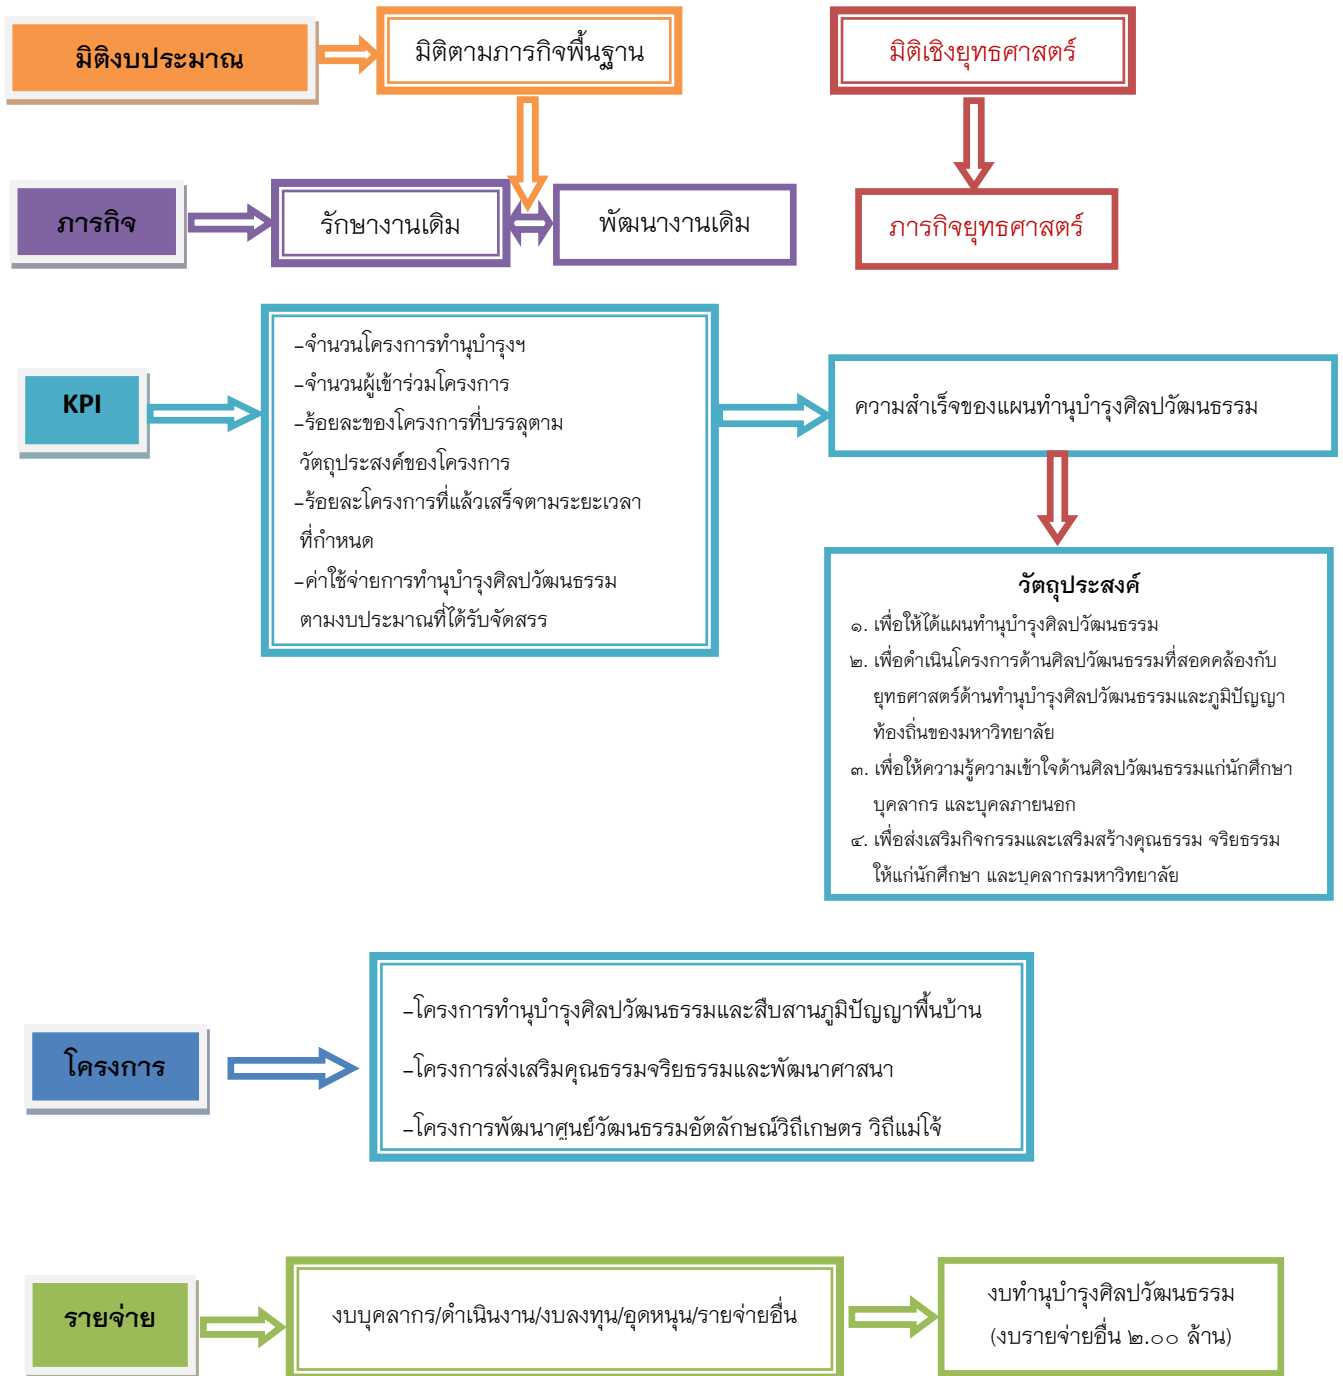 มิติงบประมาณ
มิติตามภารกิจพื้นฐาน
มิติเชิงยุทธศาสตร์
ภารกิจ
รักษางานเดิม
พัฒนางานเดิม
ภารกิจยุทธศาสตร์
KPI
-จำนวนโครงการทำนุบำรุงฯ
-จำนวนผู้เข้าร่วมโครงการ
-ร้อยละของโครงการที่บรรลุตาม
วัตถุประสงค์ของโครงการ
-ร้อยละโครงการที่แล้วเสร็จตามระยะเวลา
ที่กำหนด
-ค่าใช้จ่ายการทำนุบำรุงศิลปวัฒนธรรม
ตามงบประมาณที่ได้รับจัดสรร
ความสำเร็จของแผนทำนุบำรุงศิลปวัฒนธรรม
วัตถุประสงค์
๑. เพื่อให้ได้แผนทำนุบำรุงศิลปวัฒนธรรม
๒. เพื่อดำเนินโครงการด้านศิลปวัฒนธรรมที่สอดคล้องกับ
ยุทธศาสตร์ด้านทำนุบำรุงศิลปวัฒนธรรมและภูมิปัญญา
ท้องถิ่นของมหาวิทยาลัย
๓. เพื่อให้ความรู้ความเข้าใจด้านศิลปวัฒนธรรมแก่นักศึกษา
บุคลากร และบุคลภายนอก
๔. เพื่อส่งเสริมกิจกรรมและเสริมสร้างคุณธรรม จริยธรรม
ให้แก่นักศึกษา และบุคลากรมหาวิทยาลัย
โครงการ
-โครงการทำนุบำรุงศิลปวัฒนธรรมและสืบสานภูมิปัญญาพื้นบ้าน
-โครงการส่งเสริมคุณธรรมจริยธรรมและพัฒนาศาสนา
-โครงการพัฒนาศูนย์วัฒนธรรมอัตลักษณ์วิถีเกษตร วิถีแม่โจ้
รายจ่าย
งบบุคลากร/ดำเนินงาน/งบลงทุน/อุดหนุน/รายจ่ายอื่น
งบทำนุบำรุงศิลปวัฒนธรรม
(งบรายจ่ายอื่น ๒.๐๐ ล้าน)